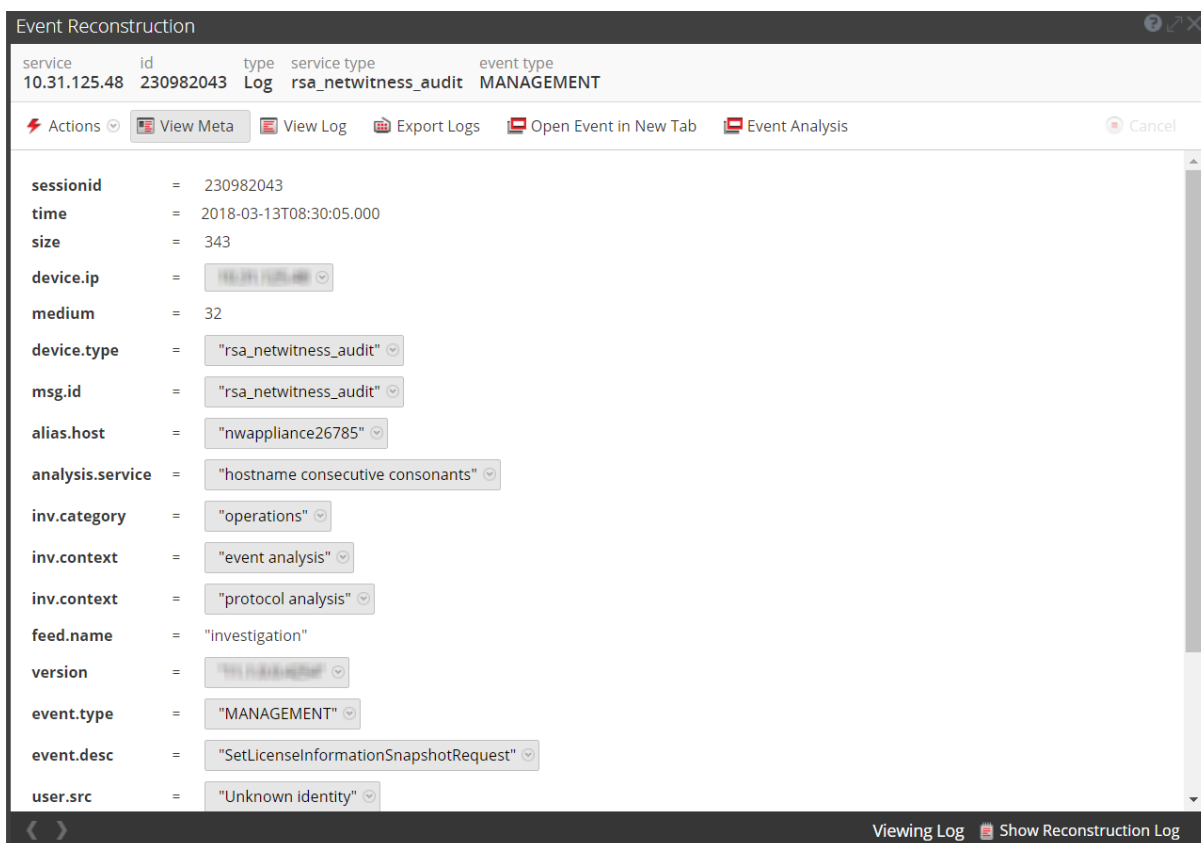 Event Reconstruction
service id type service type event type
10.31.125.48 230982043 Log rsa_netwitness_audit MANAGEMENT
Actions View Meta View Log Export Logs Open Event in New Tab Event Analysis Cancel
sessionid = 230982043
time = 2018-03-13T08:30:05.000
size = 343
device.ip =
medium = 32
device.type = "rsa_netwitness_audit"
msg.id = "rsa_netwitness_audit"
alias.host = "nwappliance26785"
analysis.service = "hostname consecutive consonants"
inv.category = "operations"
inv.context = "event analysis"
inv.context = "protocol analysis"
feed.name = "investigation"
version =
event.type = "MANAGEMENT"
event.desc = "SetLicenseInformationSnapshotRequest"
user.src = "Unknown identity"
Viewing Log Show Reconstruction Log